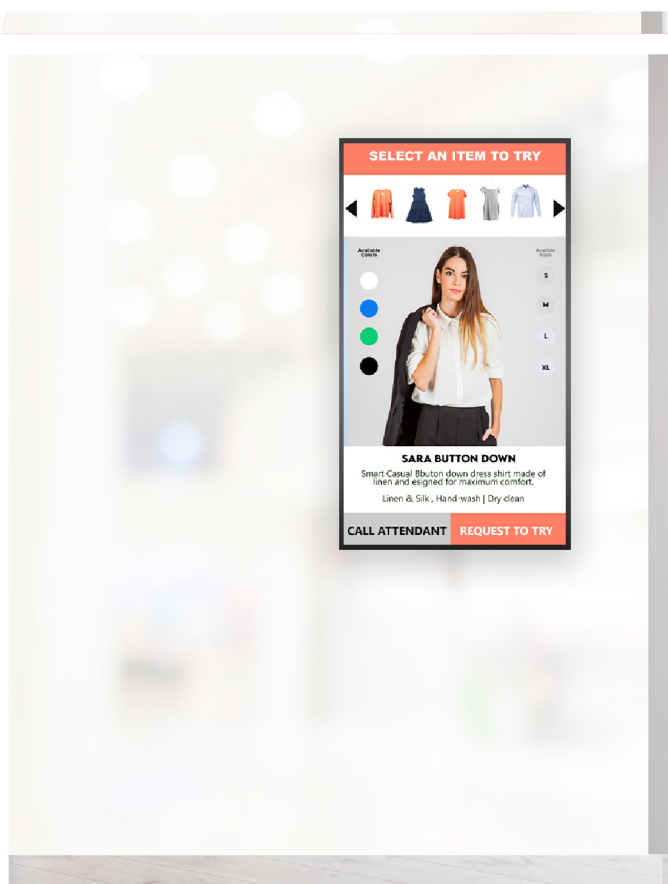 SELECT AN ITEM TO TRY
Available
Colors
Availble
Sizes
S
M
L
XL
SARA BUTTON DOWN
Smart Casual Bbuton down dress shirt made of
linen and esigned for maximum comfort.
Linen & Silk , Hand-wash | Dry clean
CALL ATTENDANT
REQUEST TO TRY